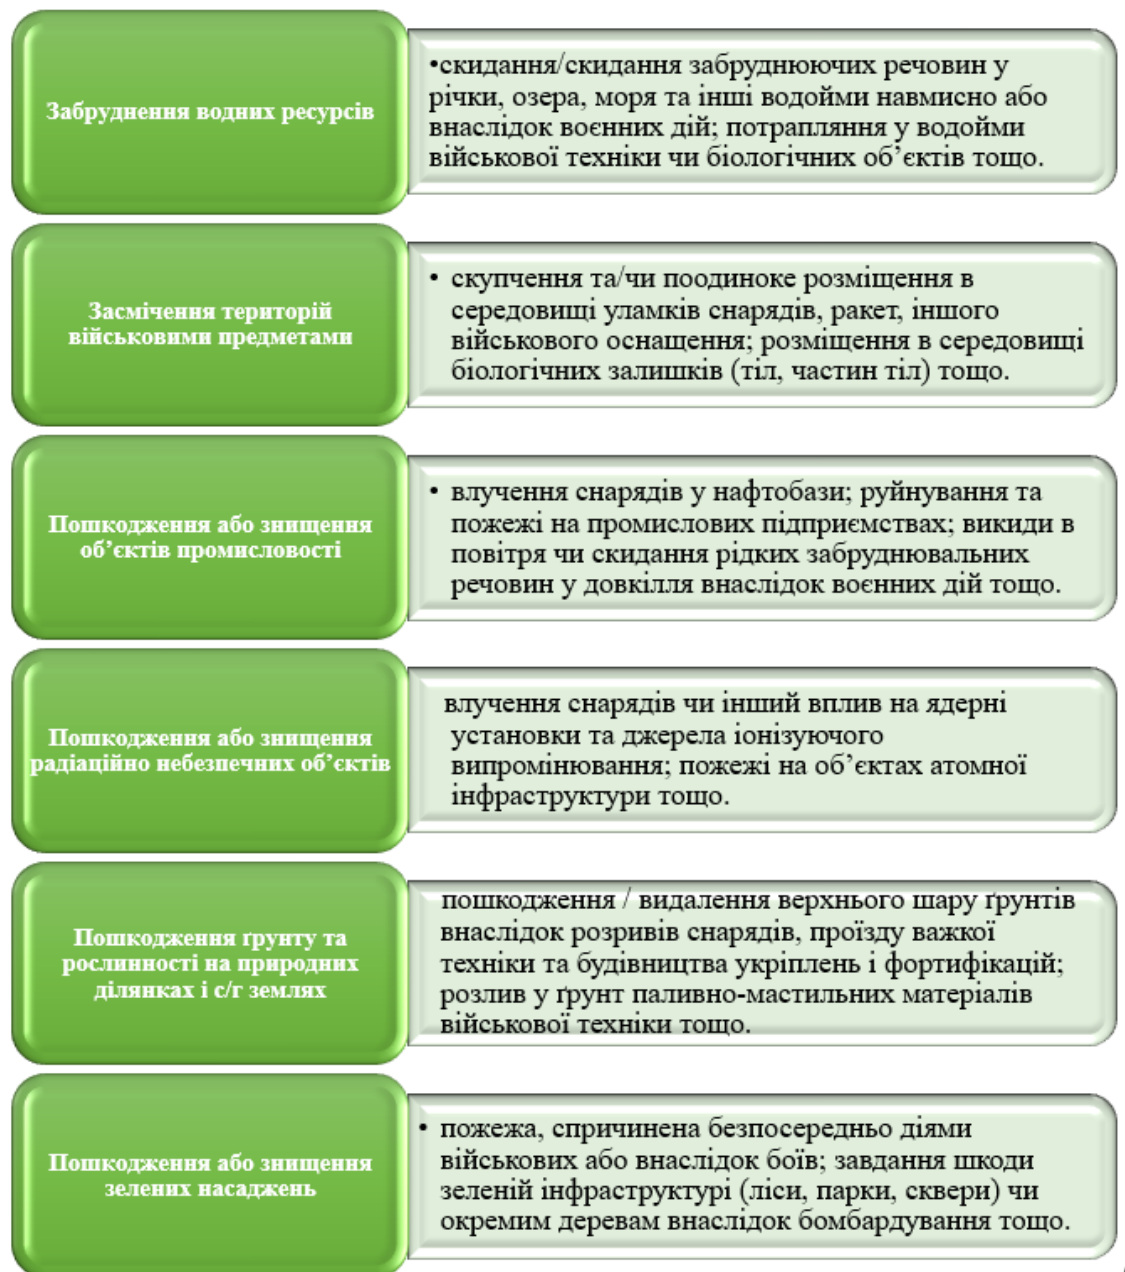 Забруднення водних ресурсів
•скидання/скидання забруднюючих речовин у
річки, озера, моря та інші водойми навмисно або
внаслідок воєнних дій; потрапляння у водойми
військової техніки чи біологічних об’єктів тощо.
Засмічення територій
військовими предметами
• скупчення та/чи поодиноке розміщення в
середовищі уламків снарядів, ракет, іншого
військового оснащення; розміщення в середовищі
біологічних залишків (тіл, частин тіл) тощо.
Пошкодження або знищення
об’єктів промисловості
• влучення снарядів у нафтобази; руйнування та
пожежі на промислових підприємствах; викиди в
повітря чи скидання рідких забруднювальних
речовин у довкілля внаслідок воєнних дій тощо.
Пошкодження або знищення
радіаційно небезпечних об’єктів
влучення снарядів чи інший вплив на ядерні
установки та джерела іонізуючого
випромінювання; пожежі на об’єктах атомної
інфраструктури тощо.
Пошкодження ґрунту та
рослинності на природних
ділянках і с/г землях
пошкодження / видалення верхнього шару ґрунтів
внаслідок розривів снарядів, проїзду важкої
техніки та будівництва укріплень і фортифікацій;
розлив у ґрунт паливно-мастильних матеріалів
військової техніки тощо.
Пошкодження або знищення
зелених насаджень
• пожежа, спричинена безпосередньо діями
військових або внаслідок боїв; завдання шкоди
зеленій інфраструктурі (ліси, парки, сквери) чи
окремим деревам внаслідок бомбардування тощо.